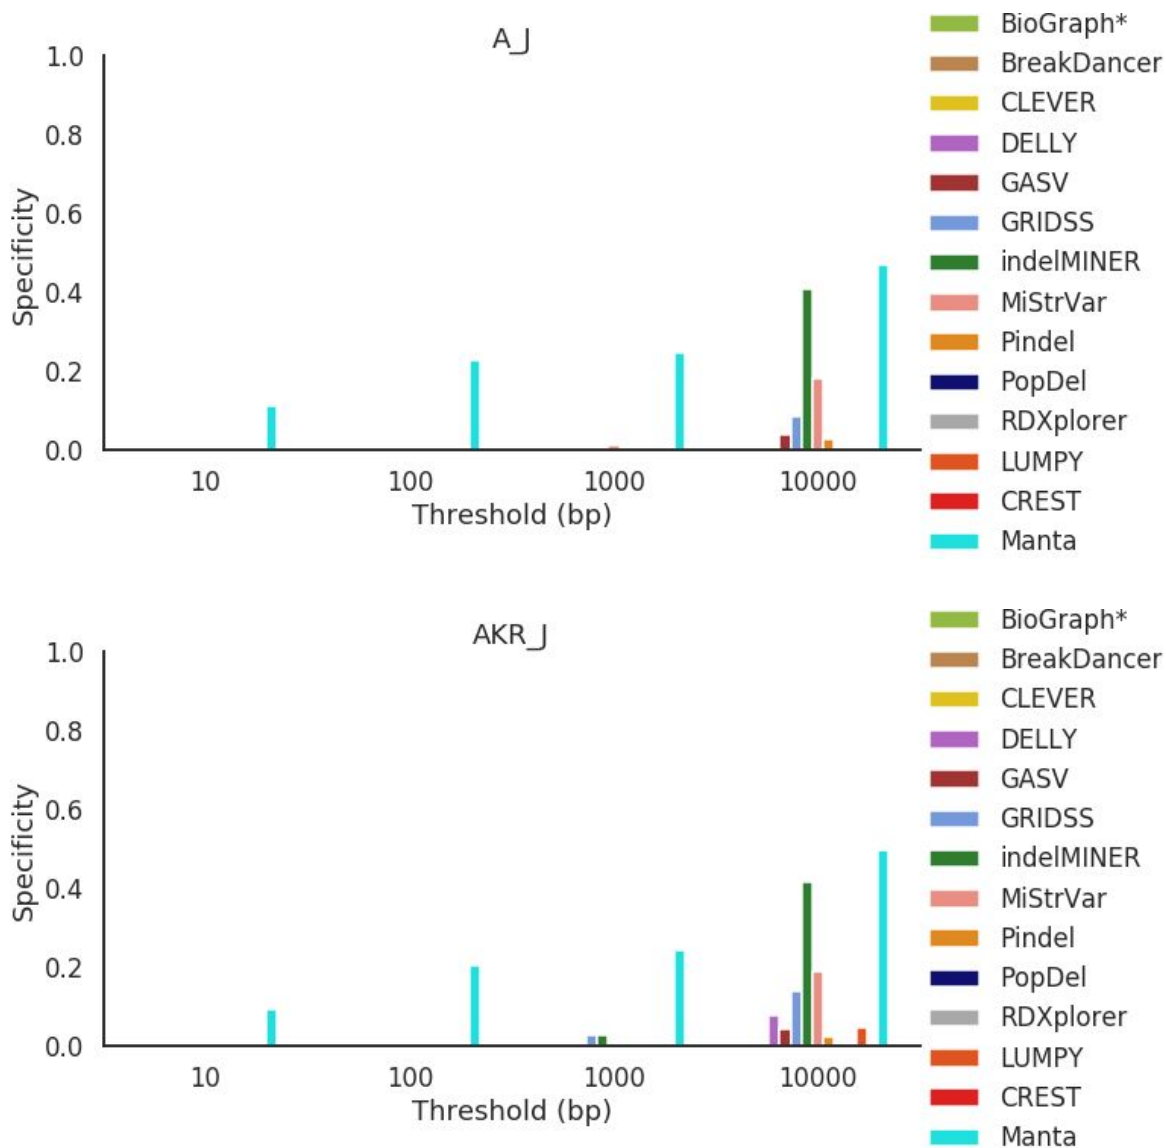 A_J
1.0
0.8
0.6
0.4
0.2
0.0
Specificity
10 100 1000 10000
Threshold (bp)
BioGraph*
BreakDancer
CLEVER
DELLY
GASV
GRIDSS
indelMINER
MiStrVar
Pindel
PopDel
RDXplorer
LUMPY
CREST
Manta
AKR_J
1.0
0.8
0.6
0.4
0.2
0.0
Specificity
10 100 1000 10000
Threshold (bp)
BioGraph*
BreakDancer
CLEVER
DELLY
GASV
GRIDSS
indelMINER
MiStrVar
Pindel
PopDel
RDXplorer
LUMPY
CREST
Manta